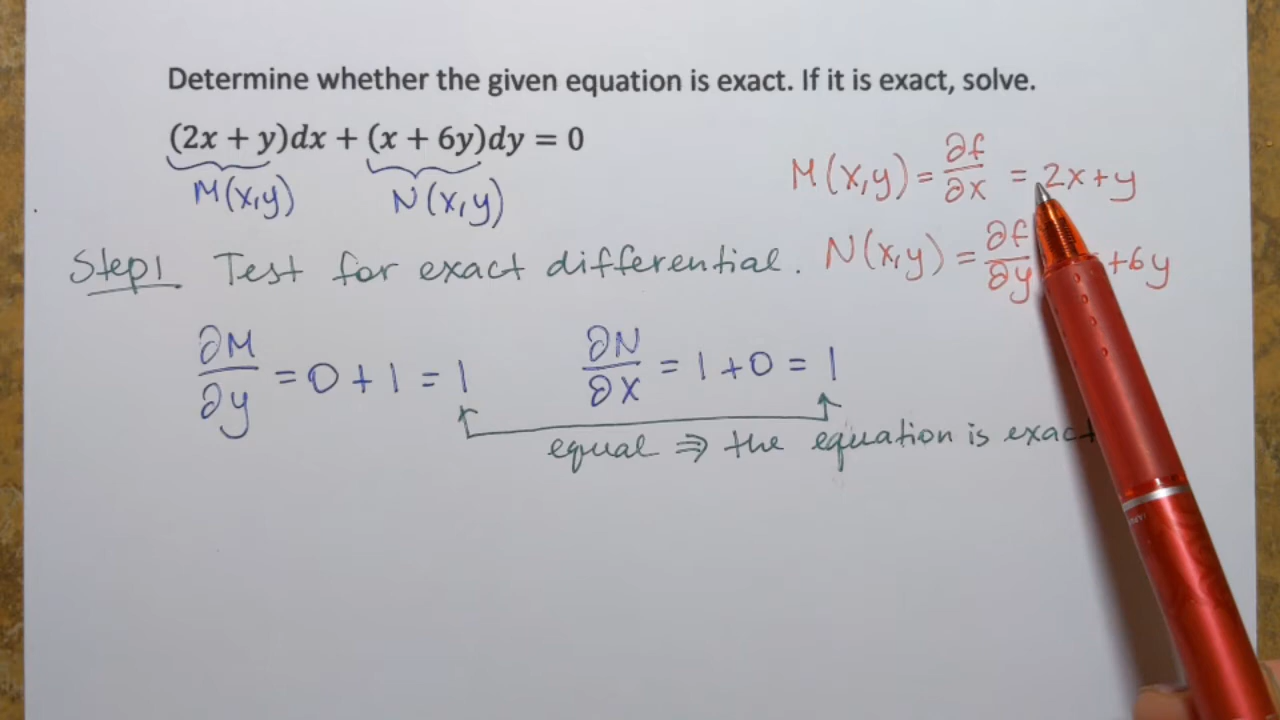 Determine whether the given equation is exact. If it is exact, solve.
(2x + y)dx + (x + 6y)dy = 0
M(x,y) N(x,y)
M(x,y) = ∂f/∂x = 2x+y
Step1 Test for exact differential. N(x,y) = ∂f/∂y +6y
∂M/∂y = 0 + 1 = 1 ∂N/∂x = 1 + 0 = 1
equal ⇒ the equation is exact